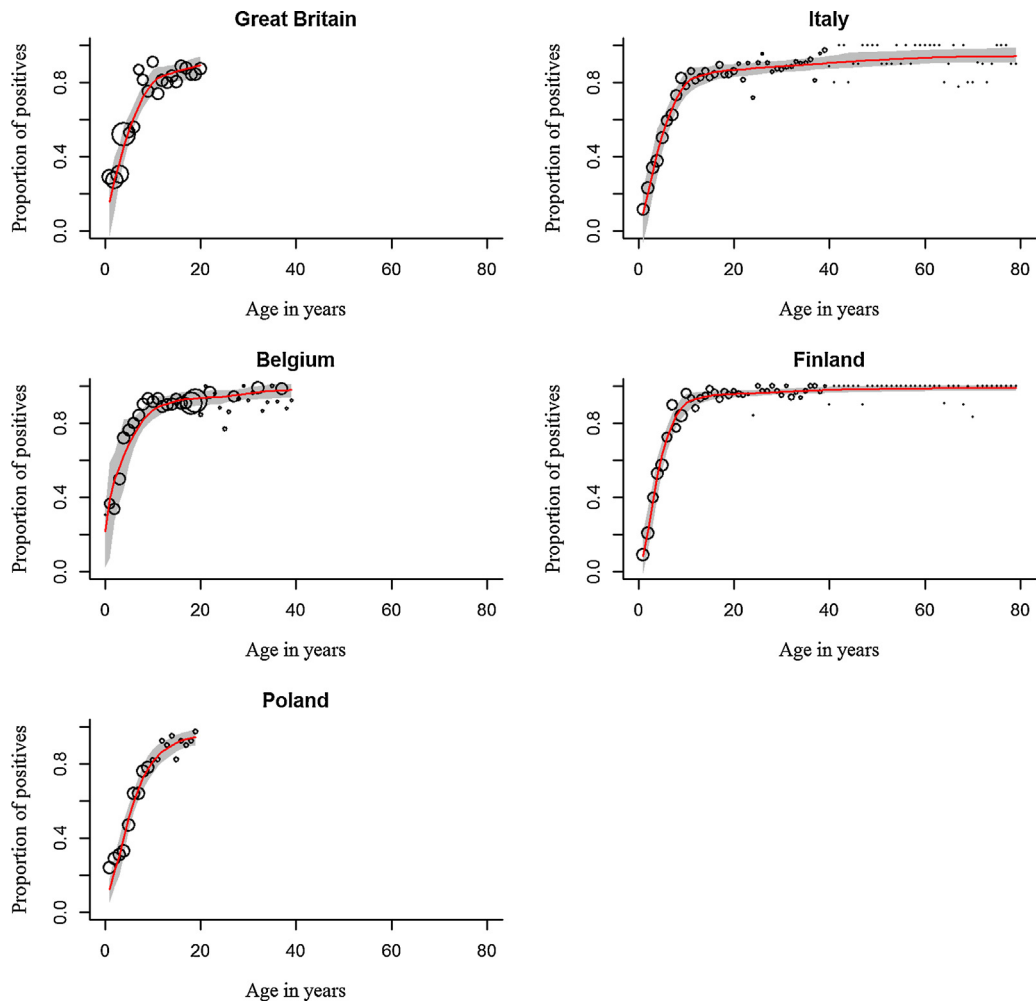 Great Britain
Proportion of positives
0.0 0.4 0.8
0 20 40 60 80
Age in years
Italy
Proportion of positives
0.0 0.4 0.8
0 20 40 60 80
Age in years
Belgium
Proportion of positives
0.0 0.4 0.8
0 20 40 60 80
Age in years
Finland
Proportion of positives
0.0 0.4 0.8
0 20 40 60 80
Age in years
Poland
Proportion of positives
0.0 0.4 0.8
0 20 40 60 80
Age in years